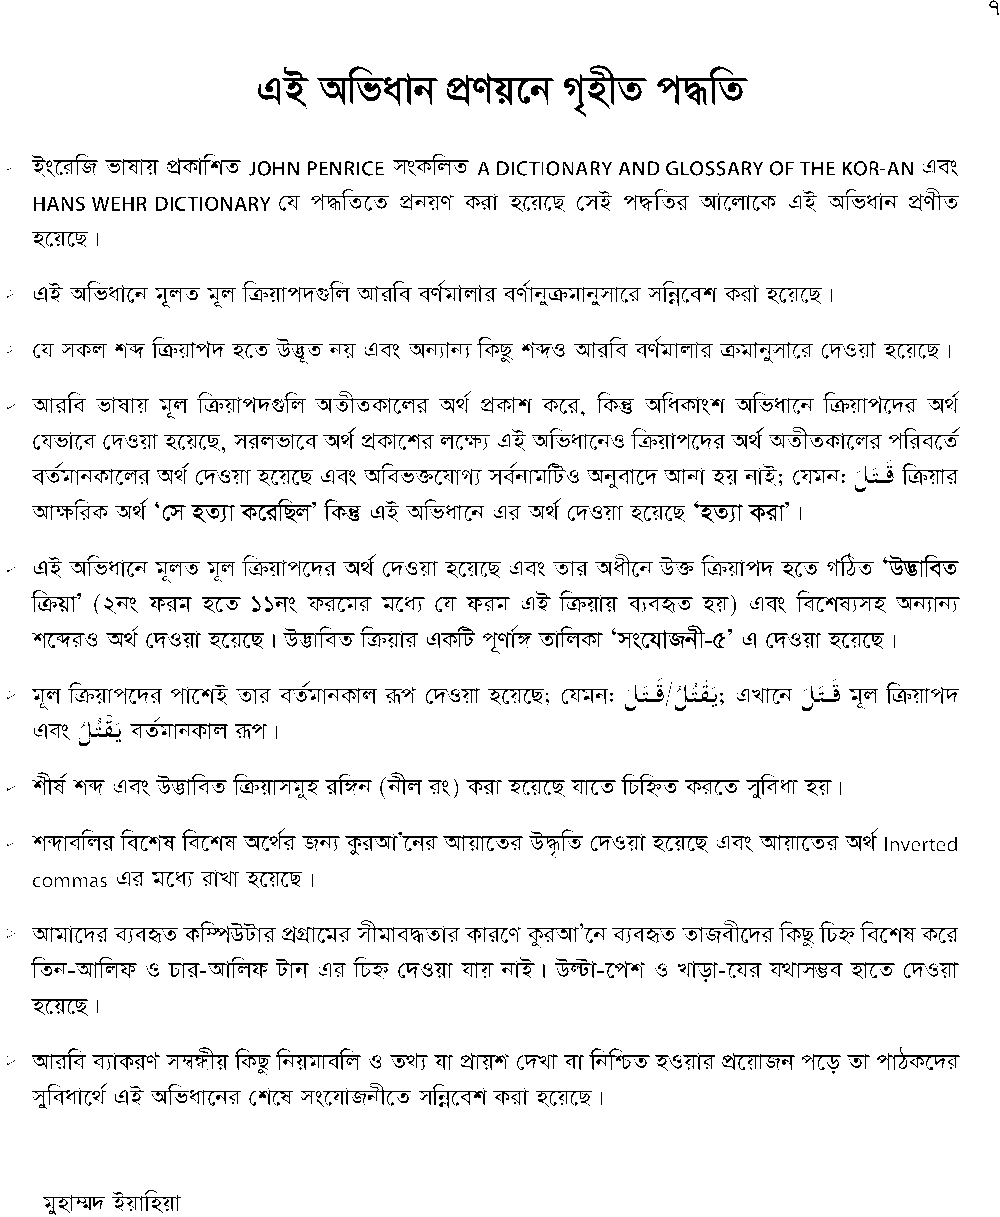 ৭
এই অভিধান প্রণয়নে গৃহীত পদ্ধতি
ইংরেজি ভাষায় প্রকাশিত JOHN PENRICE সংকলিত A DICTIONARY AND GLOSSARY OF THE KOR-AN এবং
HANS WEHR DICTIONARY যে পদ্ধতিতে প্রনয়ণ করা হয়েছে সেই পদ্ধতির আলোকে এই অভিধান প্রণীত
হয়েছে।
এই অভিধানে মূলত মূল ক্রিয়াপদগুলি আরবি বর্ণমালার বর্ণানুক্রমানুসারে সন্নিবেশ করা হয়েছে।
যে সকল শব্দ ক্রিয়াপদ হতে উদ্ভূত নয় এবং অন্যান্য কিছু শব্দও আরবি বর্ণমালার ক্রমানুসারে দেওয়া হয়েছে।
আরবি ভাষায় মূল ক্রিয়াপদগুলি অতীতকালের অর্থ প্রকাশ করে, কিন্তু অধিকাংশ অভিধানে ক্রিয়াপদের অর্থ
যেভাবে দেওয়া হয়েছে, সরলভাবে অর্থ প্রকাশের লক্ষ্যে এই অভিধানেও ক্রিয়াপদের অর্থ অতীতকালের পরিবর্তে
বর্তমানকালের অর্থ দেওয়া হয়েছে এবং অবিভক্তযোগ্য সর্বনামটিও অনুবাদে আনা হয় নাই; যেমন: قَتَلَ ক্রিয়ার
আক্ষরিক অর্থ ‘সে হত্যা করেছিল’ কিন্তু এই অভিধানে এর অর্থ দেওয়া হয়েছে ‘হত্যা করা’।
এই অভিধানে মূলত মূল ক্রিয়াপদের অর্থ দেওয়া হয়েছে এবং তার অধীনে উক্ত ক্রিয়াপদ হতে গঠিত ‘উদ্ভাবিত
ক্রিয়া’ (২নং ফরম হতে ১১নং ফরমের মধ্যে যে ফরম এই ক্রিয়ায় ব্যবহৃত হয়) এবং বিশেষ্যসহ অন্যান্য
শব্দেরও অর্থ দেওয়া হয়েছে। উদ্ভাবিত ক্রিয়ার একটি পূর্ণাঙ্গ তালিকা ‘সংযোজনী-৫’ এ দেওয়া হয়েছে।
মূল ক্রিয়াপদের পাশেই তার বর্তমানকাল রূপ দেওয়া হয়েছে; যেমন: قَتَلَ/يَقْتُلُ; এখানে قَتَلَ মূল ক্রিয়াপদ
এবং يَقْتُلُ বর্তমানকাল রূপ।
শীর্ষ শব্দ এবং উদ্ভাবিত ক্রিয়াসমূহ রঙ্গিন (নীল রং) করা হয়েছে যাতে চিহ্নিত করতে সুবিধা হয়।
শব্দাবলির বিশেষ বিশেষ অর্থের জন্য কুরআ'নের আয়াতের উদ্ধৃতি দেওয়া হয়েছে এবং আয়াতের অর্থ Inverted
commas এর মধ্যে রাখা হয়েছে।
আমাদের ব্যবহৃত কম্পিউটার প্রগ্রামের সীমাবদ্ধতার কারণে কুরআ'নে ব্যবহৃত তাজবীদের কিছু চিহ্ন বিশেষ করে
তিন-আলিফ ও চার-আলিফ টান এর চিহ্ন দেওয়া যায় নাই। উল্টা-পেশ ও খাড়া-যের যথাসম্ভব হাতে দেওয়া
হয়েছে।
আরবি ব্যাকরণ সম্বন্ধীয় কিছু নিয়মাবলি ও তথ্য যা প্রায়শ দেখা বা নিশ্চিত হওয়ার প্রয়োজন পড়ে তা পাঠকদের
সুবিধার্থে এই অভিধানের শেষে সংযোজনীতে সন্নিবেশ করা হয়েছে।
মুহাম্মদ ইয়াহিয়া